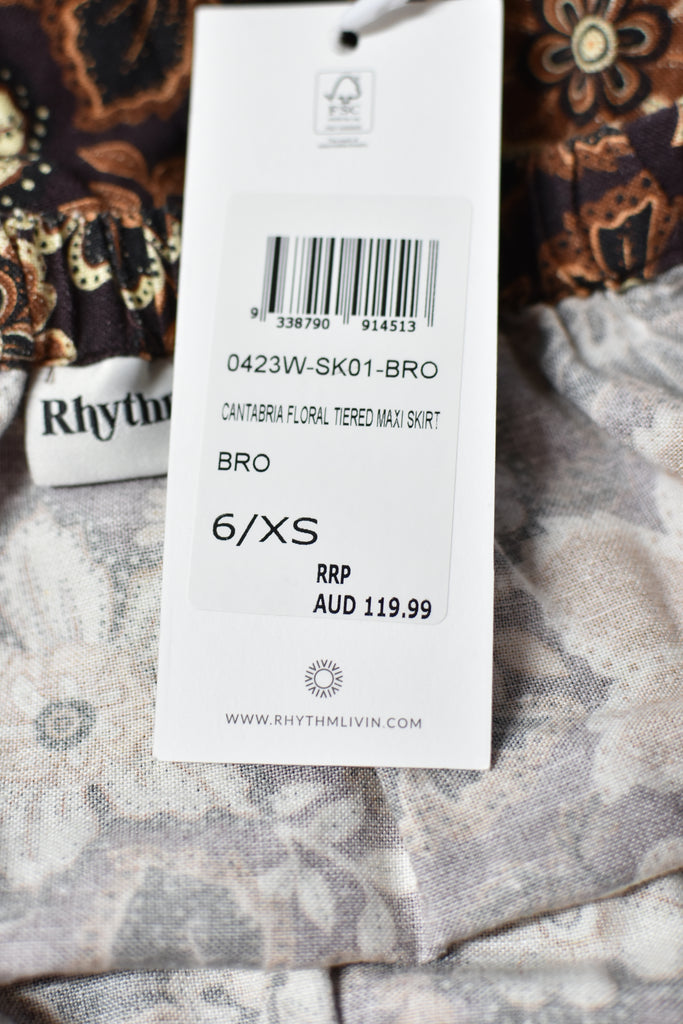 FSC
9 338790 914513
0423W-SK01-BRO
CANTABRIA FLORAL TIERED MAXI SKIRT
BRO
6/XS
RRP
AUD 119.99
WWW.RHYTHMLIVIN.COM
Rhythm